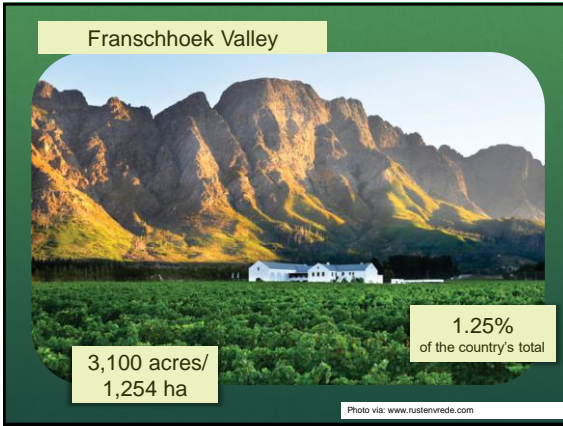 Franschhoek Valley
1.25%
of the country's total
3,100 acres/
1,254 ha
Photo via: www.rustenvrede.com